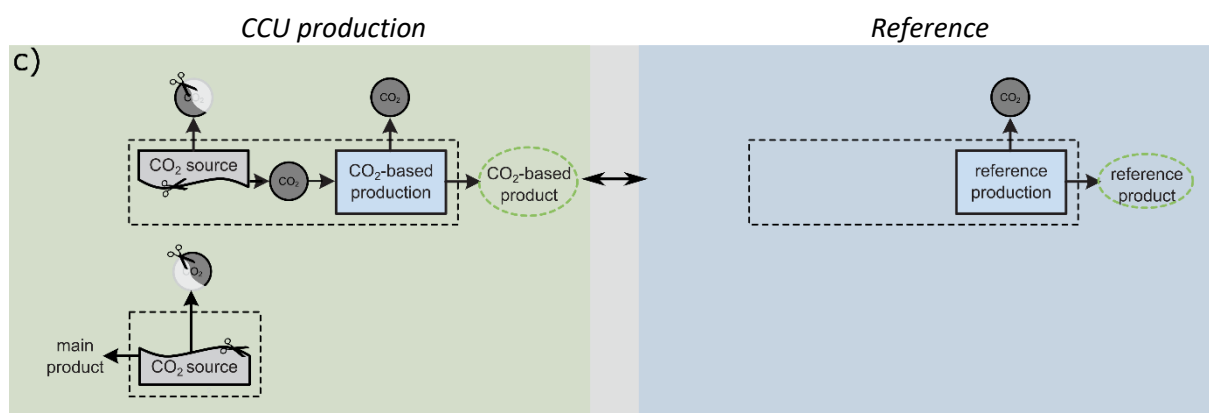 CCU production
Reference
c)
CO₂
CO₂
CO₂
CO₂ source
CO₂
CO₂-based
production
CO₂-based
product
reference
production
reference
product
CO₂
main
product
CO₂ source